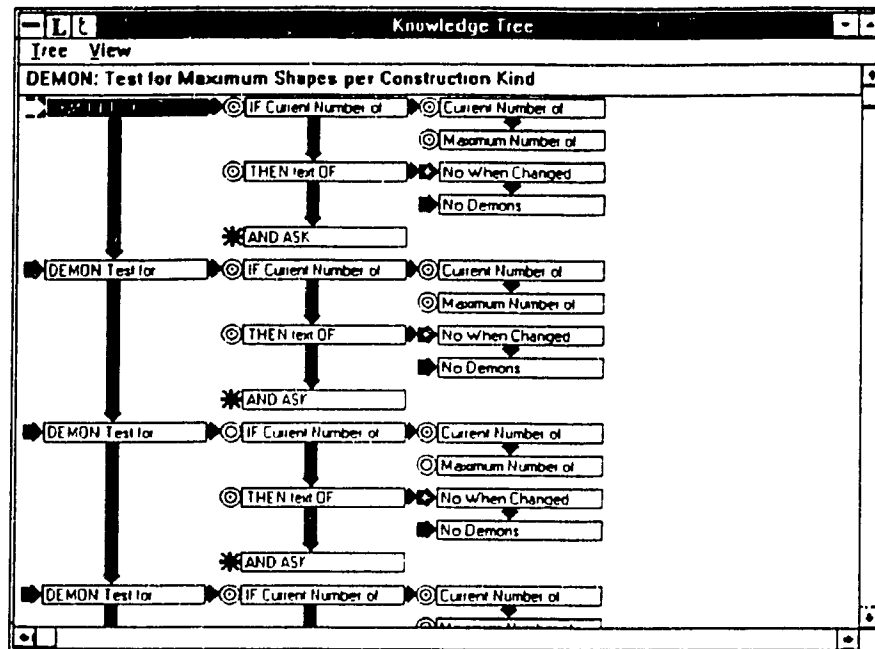 Knowledge Tree
Tree View
DEMON: Test for Maximum Shapes per Construction Kind
IF Current Number of
Current Number of
Maximum Number of
THEN text OF
No When Changed
No Demons
AND ASK
DEMON Test for
IF Current Number of
Current Number of
Maximum Number of
THEN text OF
No When Changed
No Demons
AND ASK
DEMON Test for
IF Current Number of
Current Number of
Maximum Number of
THEN text OF
No When Changed
No Demons
AND ASK
DEMON Test for
IF Current Number of
Current Number of